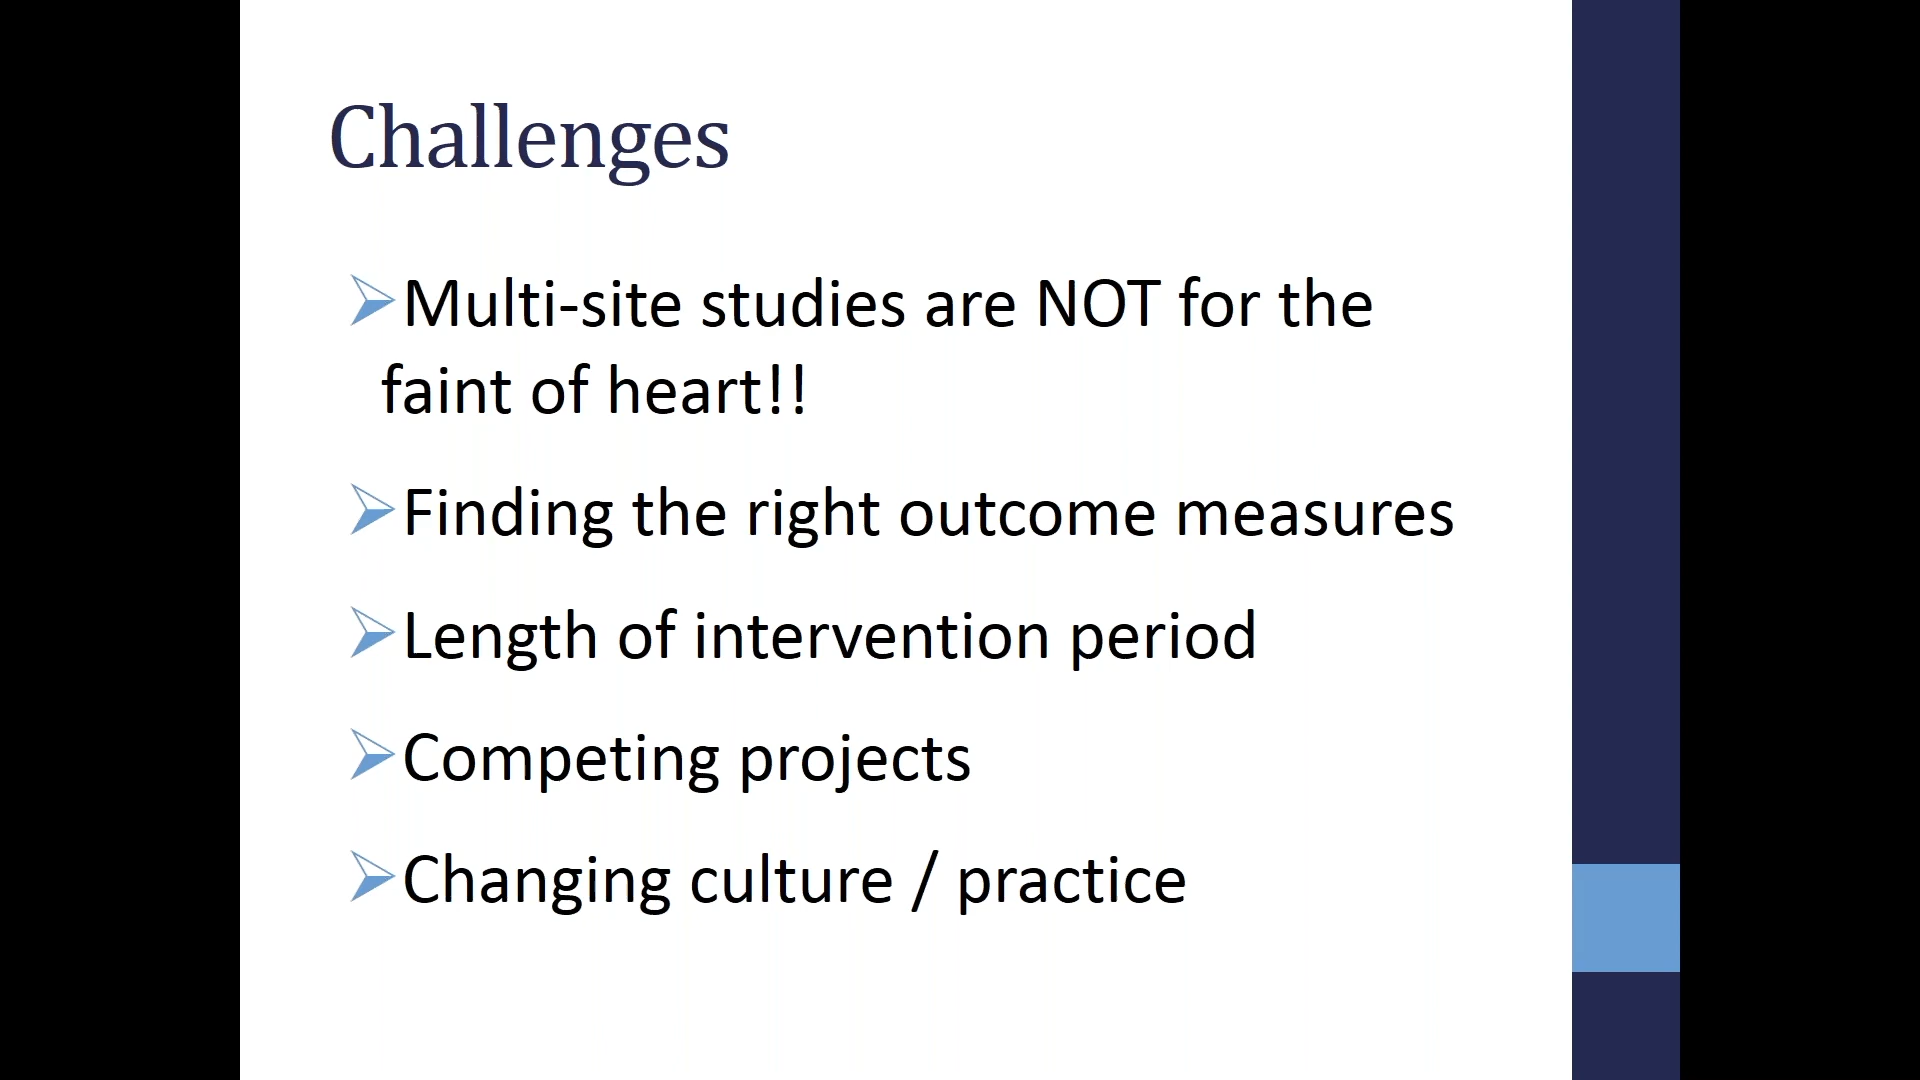 Challenges
Multi-site studies are NOT for the
faint of heart!!
Finding the right outcome measures
Length of intervention period
Competing projects
Changing culture / practice